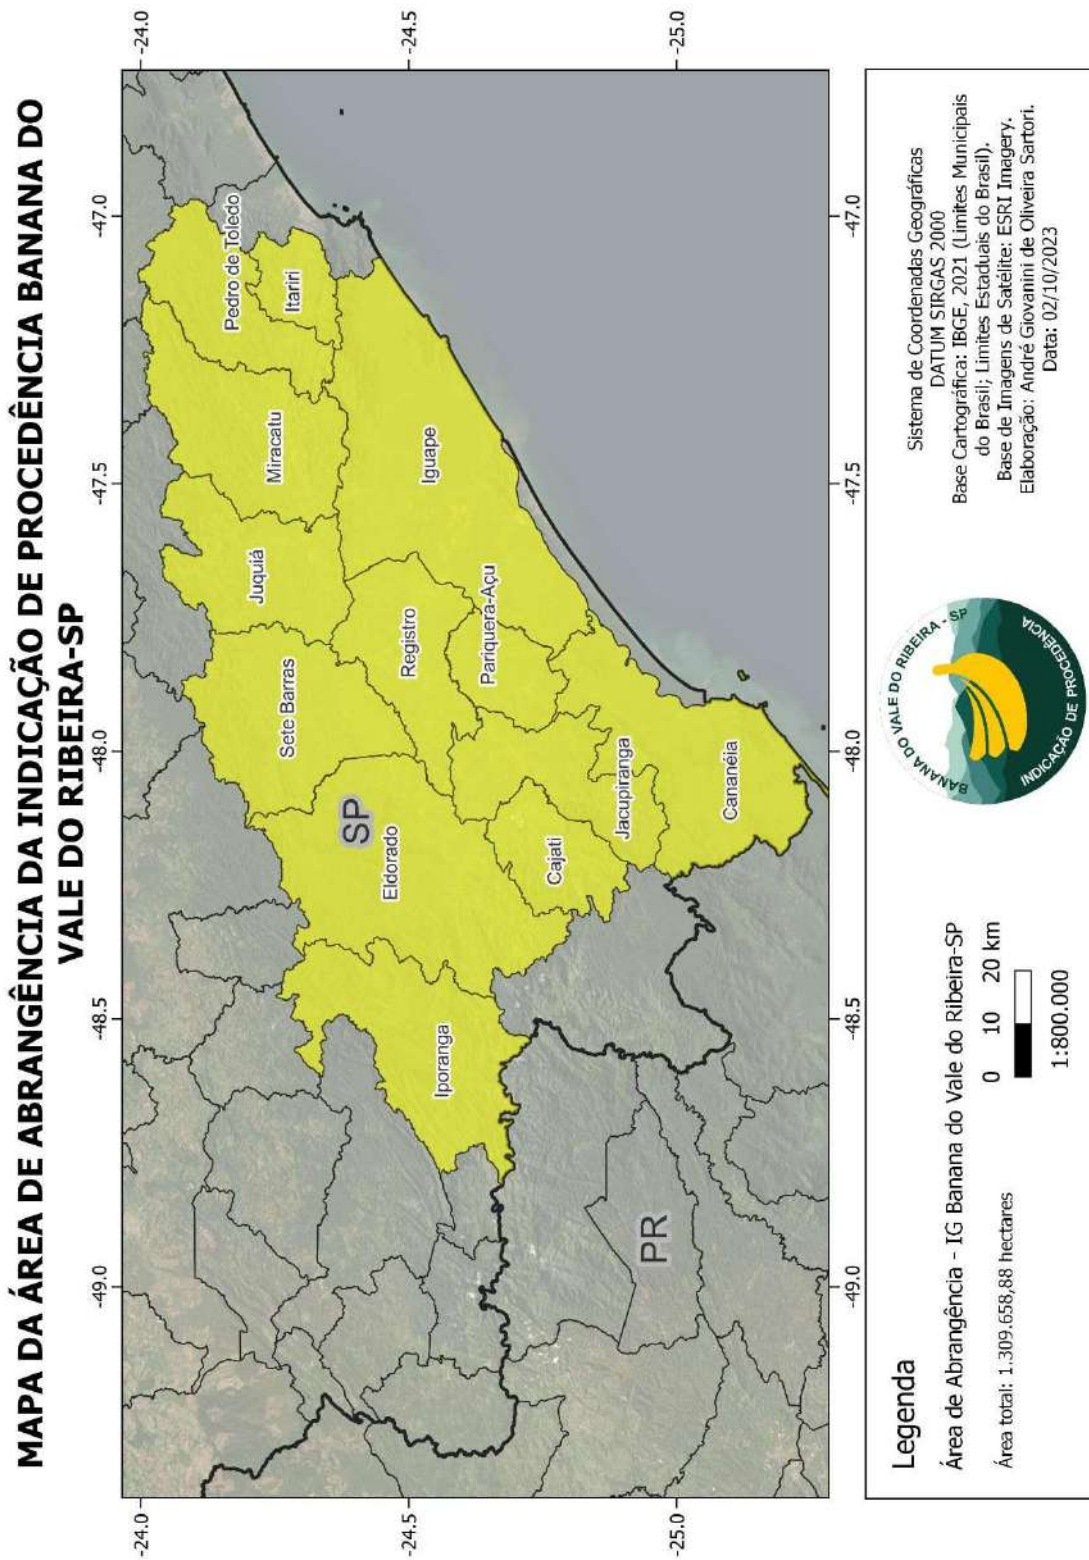 MAPA DA ÁREA DE ABRANGÊNCIA DA INDICAÇÃO DE PROCEDÊNCIA BANANA DO
VALE DO RIBEIRA-SP
-49.0
-48.5
-48.0
-47.5
-47.0
-24.0
-24.0
-24.5
-24.5
-25.0
-25.0
Pedro de Toledo
Itariri
Miracatu
Juquiá
Sete Barras
Iguape
Registro
SP
Eldorado
Pariquera-Açu
Iporanga
Cajati
Jacupiranga
Cananéia
PR
Legenda
Área de Abrangência - IG Banana do Vale do Ribeira-SP
Área total: 1.309.658,88 hectares
0 10 20 km
1:800.000
BANANA DO VALE DO RIBEIRA - SP
INDICAÇÃO DE PROCEDÊNCIA
Sistema de Coordenadas Geográficas
DATUM SIRGAS 2000
Base Cartográfica: IBGE, 2021 (Limites Municipais
do Brasil; Limites Estaduais do Brasil).
Base de Imagens de Satélite: ESRI Imagery.
Elaboração: André Giovanini de Oliveira Sartori.
Data: 02/10/2023